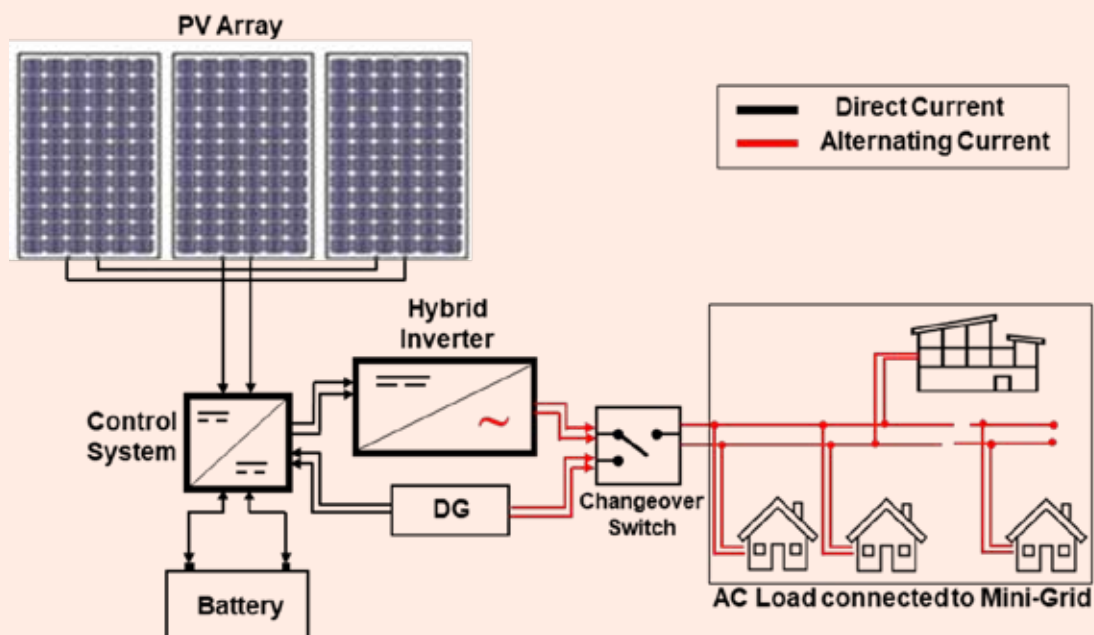 PV Array
Direct Current
Alternating Current
Hybrid
Inverter
Control
System
DG
Changeover
Switch
Battery
AC Load connected to Mini-Grid